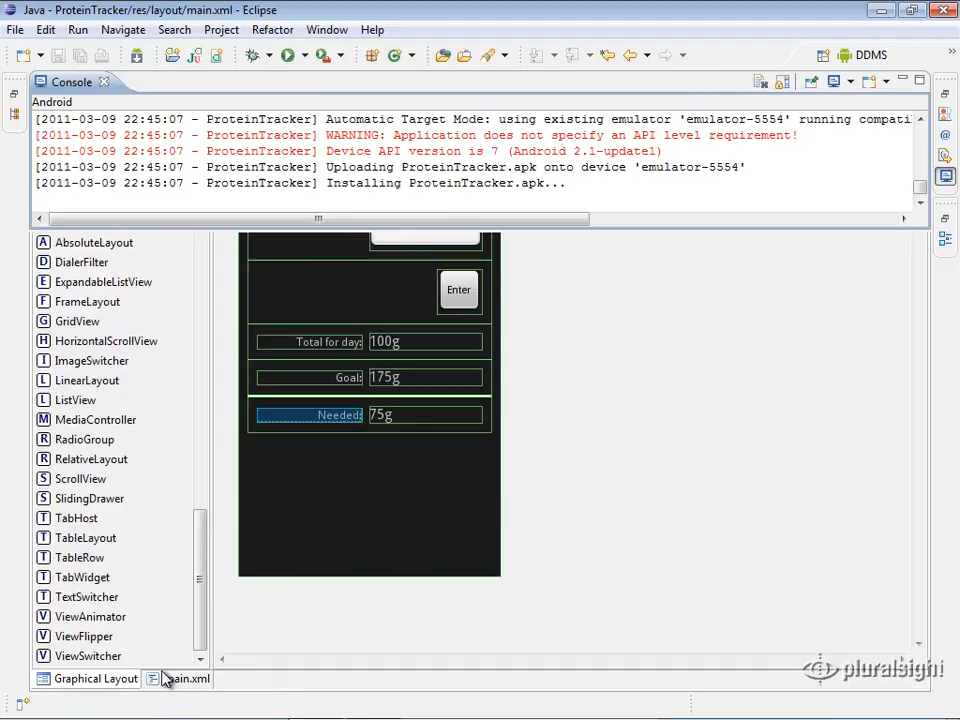 Java - ProteinTracker/res/layout/main.xml - Eclipse
File Edit Run Navigate Search Project Refactor Window Help
DDMS
Console
Android
[2011-03-09 22:45:07 - ProteinTracker] Automatic Target Mode: using existing emulator 'emulator-5554' running compati
[2011-03-09 22:45:07 - ProteinTracker] WARNING: Application does not specify an API level requirement!
[2011-03-09 22:45:07 - ProteinTracker] Device API version is 7 (Android 2.1-update1)
[2011-03-09 22:45:07 - ProteinTracker] Uploading ProteinTracker.apk onto device 'emulator-5554'
[2011-03-09 22:45:07 - ProteinTracker] Installing ProteinTracker.apk...
A AbsoluteLayout
D DialerFilter
E ExpandableListView
F FrameLayout
G GridView
H HorizontalScrollView
I ImageSwitcher
L LinearLayout
L ListView
M MediaController
R RadioGroup
R RelativeLayout
S ScrollView
S SlidingDrawer
T TabHost
T TableLayout
T TableRow
T TabWidget
T TextSwitcher
V ViewAnimator
V ViewFlipper
V ViewSwitcher
Enter
Total for day: 100g
Goal: 175g
Needed: 75g
Graphical Layout
main.xml
pluralsight